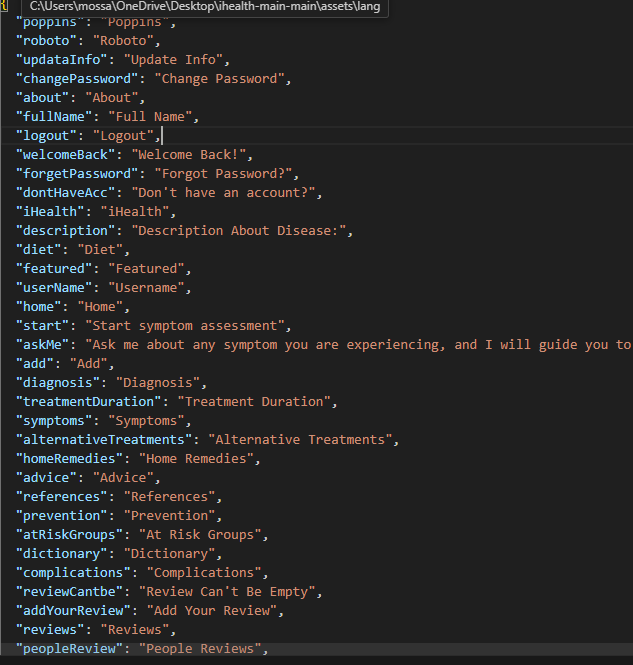 {
C:\Users\mossa\OneDrive\Desktop\ihealth-main-main\assets\lang
"poppins": "Poppins",
"roboto": "Roboto",
"updataInfo": "Update Info",
"changePassword": "Change Password",
"about": "About",
"fullName": "Full Name",
"logout": "Logout",
"welcomeBack": "Welcome Back!",
"forgetPassword": "Forgot Password?",
"dontHaveAcc": "Don't have an account?",
"iHealth": "iHealth",
"description": "Description About Disease:",
"diet": "Diet",
"featured": "Featured",
"userName": "Username",
"home": "Home",
"start": "Start symptom assessment",
"askMe": "Ask me about any symptom you are experiencing, and I will guide you to
"add": "Add",
"diagnosis": "Diagnosis",
"treatmentDuration": "Treatment Duration",
"symptoms": "Symptoms",
"alternativeTreatments": "Alternative Treatments",
"homeRemedies": "Home Remedies",
"advice": "Advice",
"references": "References",
"prevention": "Prevention",
"atRiskGroups": "At Risk Groups",
"dictionary": "Dictionary",
"complications": "Complications",
"reviewCantbe": "Review Can't Be Empty",
"addYourReview": "Add Your Review",
"reviews": "Reviews",
"peopleReview": "People Reviews",